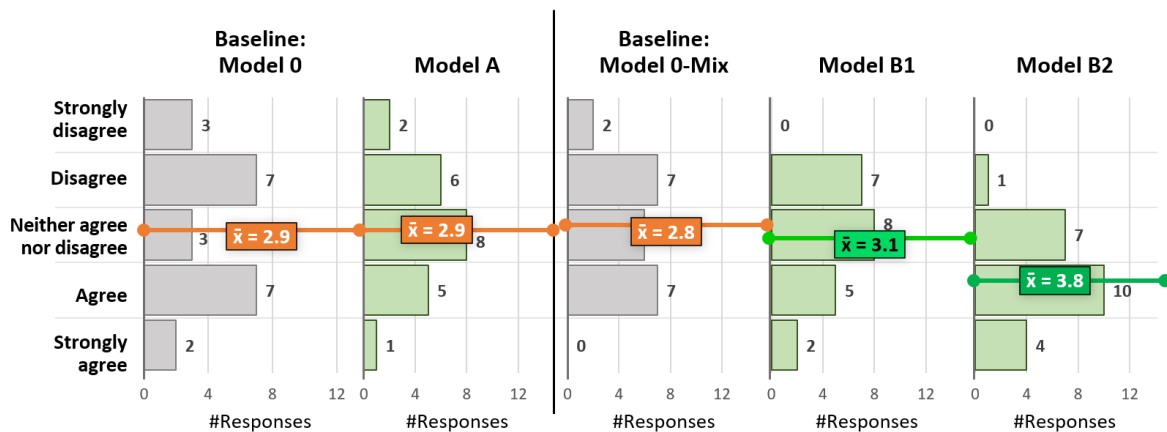 Baseline:
Model 0
Model A
Baseline:
Model 0-Mix
Model B1
Model B2
Strongly
disagree
3
2
2
0
0
Disagree
7
6
7
7
1
Neither agree
nor disagree
3
x̄ = 2.9
x̄ = 2.9
8
x̄ = 2.8
8
x̄ = 3.1
7
Agree
7
5
7
5
x̄ = 3.8
10
Strongly
agree
2
1
0
2
4
0 4 8 12
0 4 8 12
0 4 8 12
0 4 8 12
0 4 8 12
#Responses
#Responses
#Responses
#Responses
#Responses